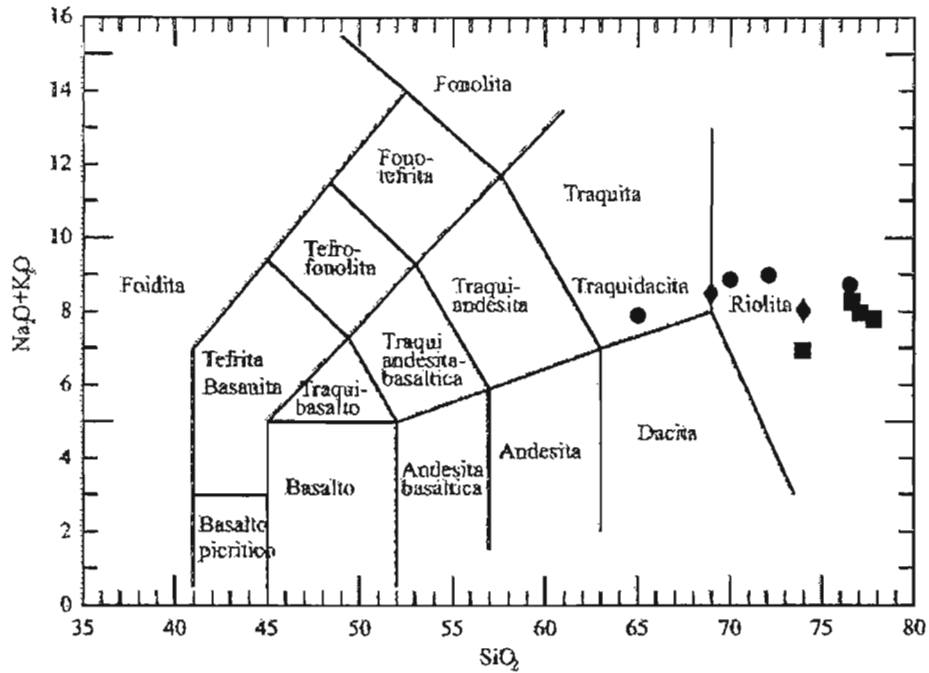 16
14
12
10
8
6
4
2
0
Na₂O+K₂O
Fonolita
Fono-
tefrita
Traquita
Tefro-
fonolita
Foidita
Traqui-
andesita
Traquidacita
Riolita
Traqui
andesita-
basaltica
Tefrita
Basanita
Traqui-
basalto
Dacita
Andesita
Basalto
Andesita
basáltica
Basalto
picritico
35
40
45
50
55
60
65
70
75
80
SiO₂